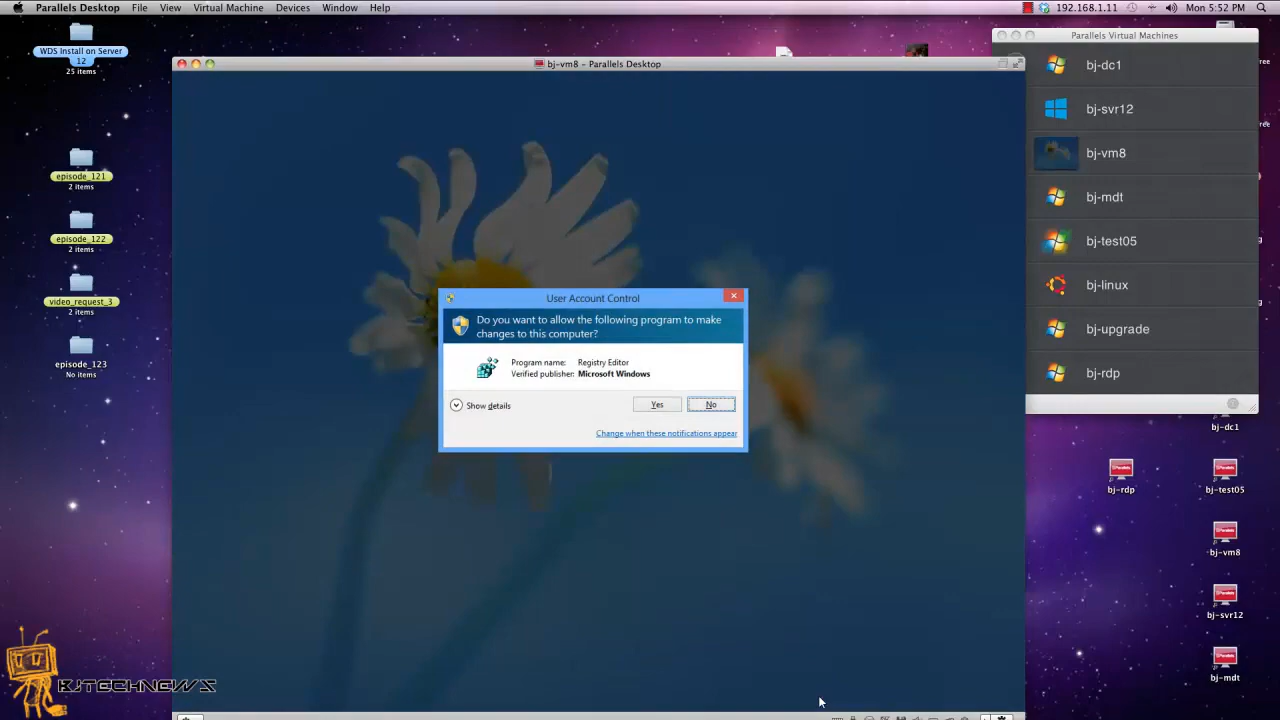 Parallels Desktop File View Virtual Machine Devices Window Help
192.168.1.11 Mon 5:52 PM
WDS Install on Server
12
25 items
episode_121
2 items
episode_122
2 items
video_request_3
2 items
episode_123
No items
bj-vm8 - Parallels Desktop
User Account Control
Do you want to allow the following program to make
changes to this computer?
Program name: Registry Editor
Verified publisher: Microsoft Windows
Show details
Yes
No
Change when these notifications appear
Parallels Virtual Machines
bj-dc1
bj-svr12
bj-vm8
bj-mdt
bj-test05
bj-linux
bj-upgrade
bj-rdp
bj-dc1
bj-rdp
bj-test05
bj-vm8
bj-svr12
bj-mdt
BJTECHNEWS